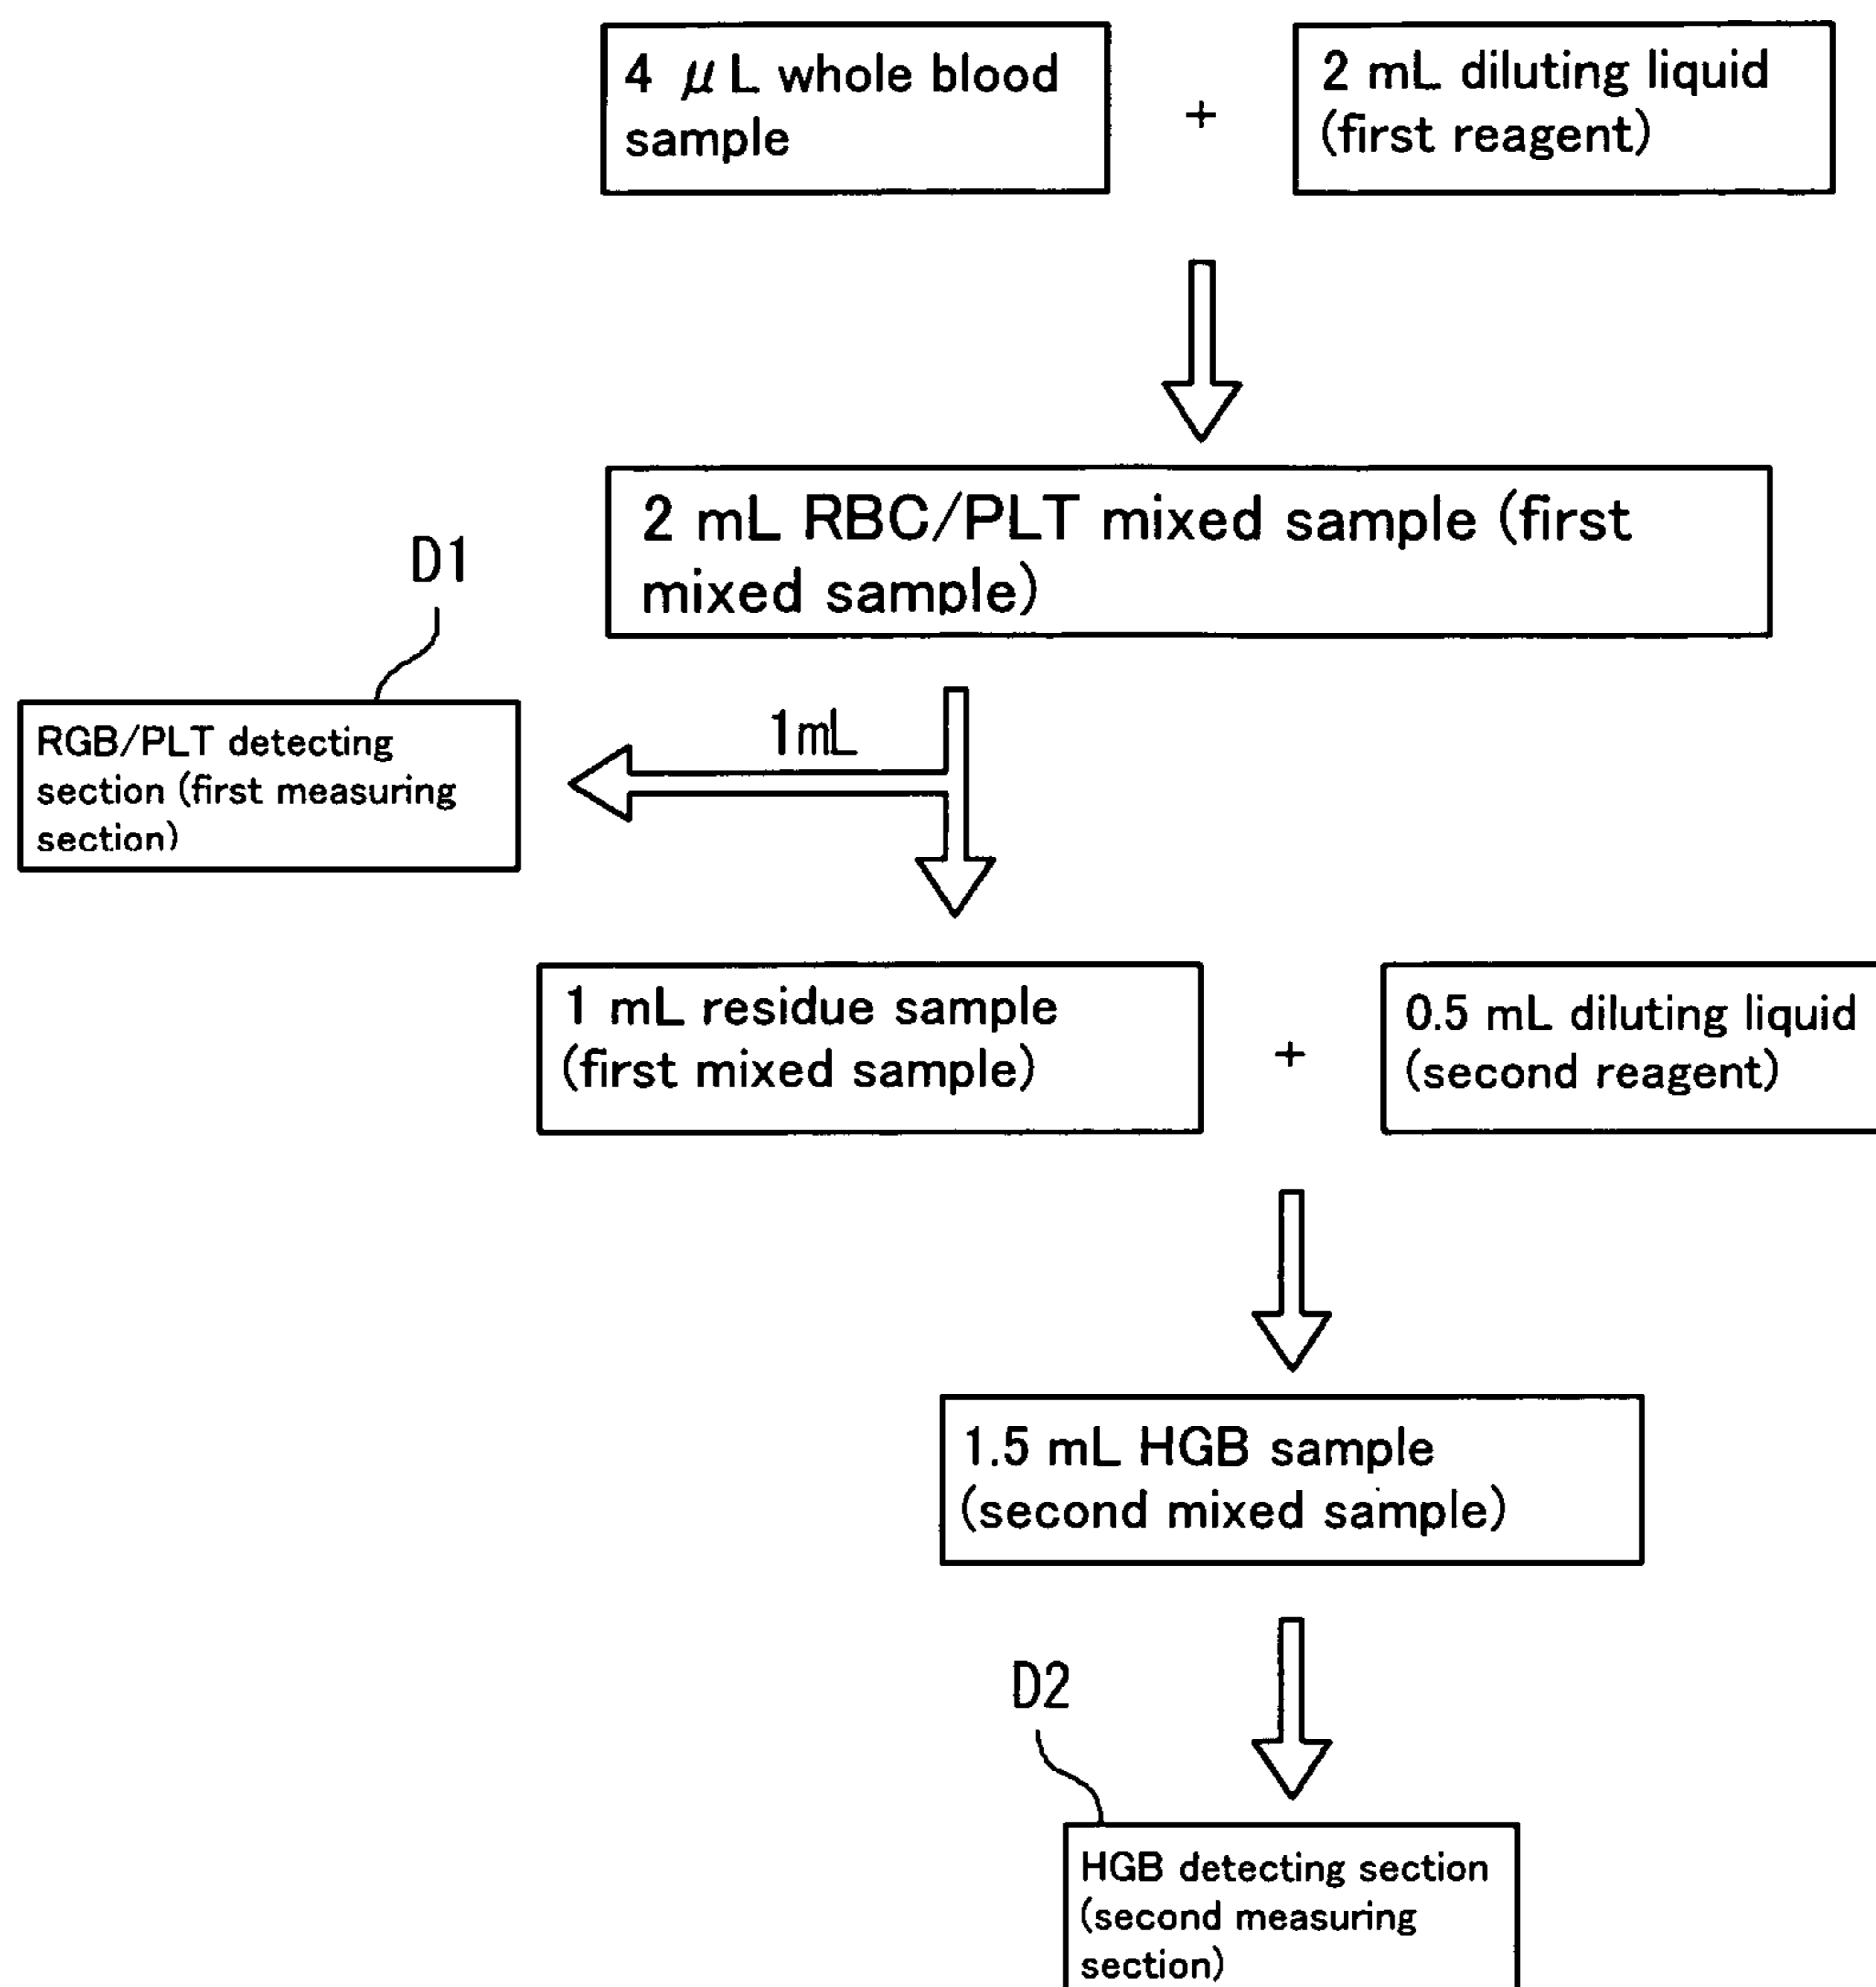 4 μL whole blood
sample
+
2 mL diluting liquid
(first reagent)
2 mL RBC/PLT mixed sample (first
mixed sample)
D1
RGB/PLT detecting
section (first measuring
section)
1mL
1 mL residue sample
(first mixed sample)
+
0.5 mL diluting liquid
(second reagent)
1.5 mL HGB sample
(second mixed sample)
D2
HGB detecting section
(second measuring
section)